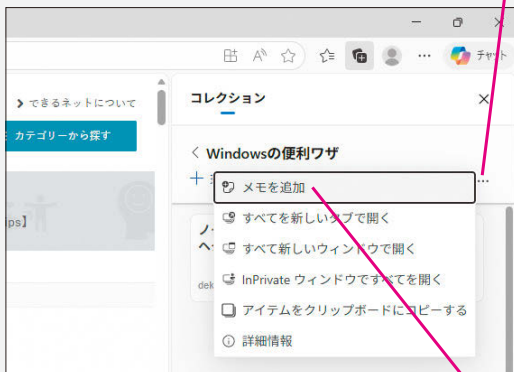 チャット
できるネットについて
コレクション
カテゴリーから探す
Windowsの便利ワザ
メモを追加
ips】
すべてを新しいタブで開く
すべて新しいウィンドウで開く
dek
InPrivate ウィンドウですべてを開く
アイテムをクリップボードにコピーする
詳細情報